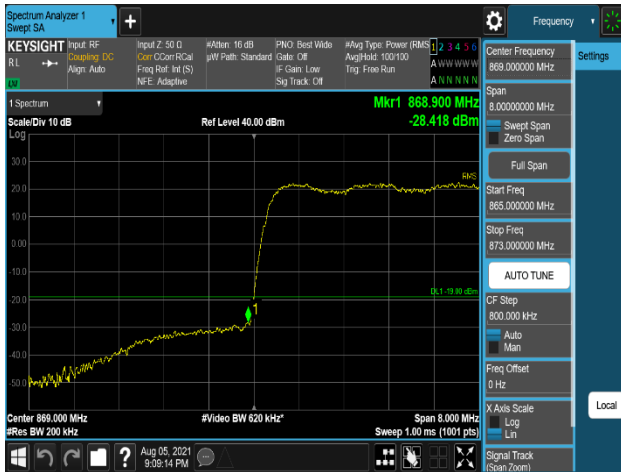 Spectrum Analyzer 1
Swept SA
+
Frequency
KEYSIGHT
Input: RF
Input Z: 50 Ω
#Atten: 16 dB
PNO: Best Wide
#Avg Type: Power (RMS
1 2 3 4 5 6
RL
Coupling: DC
Corr CCorr RCal
µW Path: Standard
Gate: Off
Avg|Hold: 100/100
A W W W W W
Align: Auto
Freq Ref: Int (S)
IF Gain: Low
Trig: Free Run
NFE: Adaptive
Sig Track: Off
A N N N N N
LXI
1 Spectrum
Mkr1 868.900 MHz
Scale/Div 10 dB
Ref Level 40.00 dBm
-28.418 dBm
Log
30.0
20.0
10.0
0.00
-10.0
-20.0
-30.0
-40.0
-50.0
RMS
DL1 -19.00 dBm
1
Center 869.000 MHz
#Video BW 620 kHz*
Span 8.000 MHz
#Res BW 200 kHz
Sweep 1.00 ms (1001 pts)
?
Aug 05, 2021
9:09:14 PM
Center Frequency
869.000000 MHz
Settings
Span
8.00000000 MHz
Swept Span
Zero Span
Full Span
Start Freq
865.000000 MHz
Stop Freq
873.000000 MHz
AUTO TUNE
CF Step
800.000 kHz
Auto
Man
Freq Offset
0 Hz
X Axis Scale
Log
Lin
Local
Signal Track
(Span Zoom)